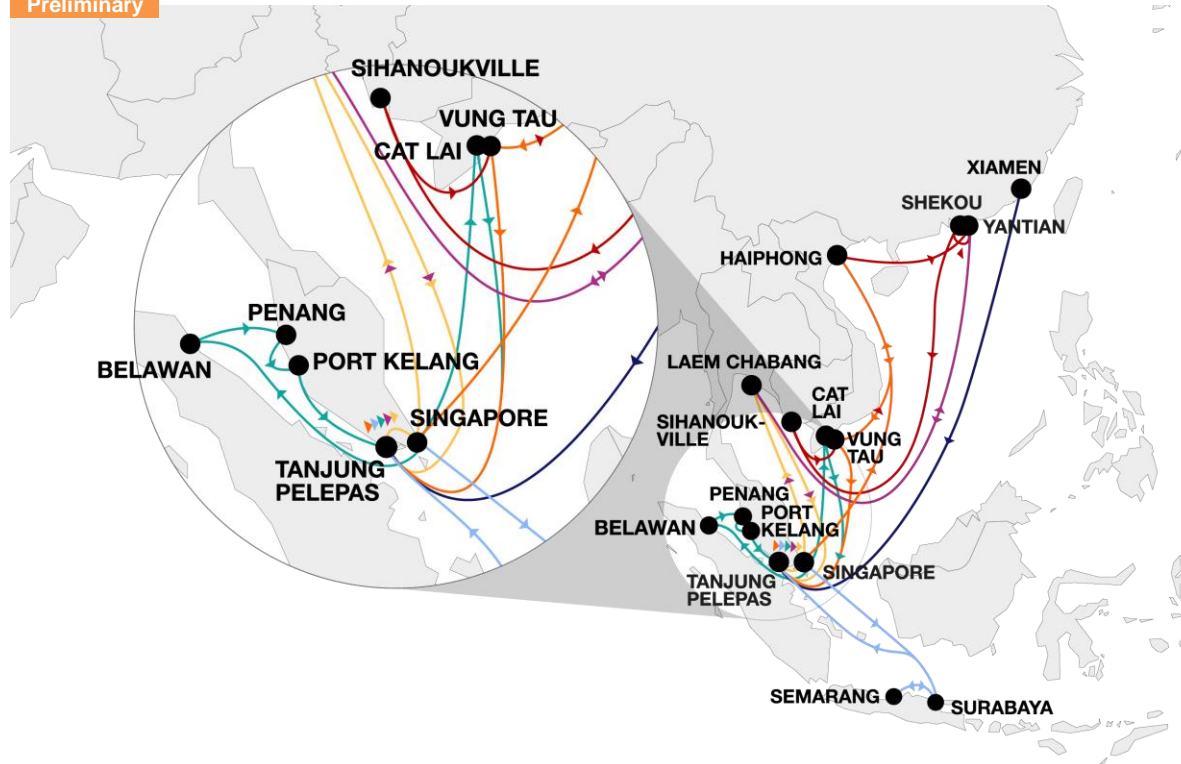 Preliminary
SIHANOUKVILLE
VUNG TAU
CAT LAI
PENANG
PORT KELANG
BELAWAN
SINGAPORE
TANJUNG
PELEPAS
XIAMEN
SHEKOU
YANTIAN
HAIPHONG
LAEM CHABANG
CAT
LAI
SIHANOUK-
VILLE
VUNG
TAU
PENANG
PORT
KELANG
BELAWAN
SINGAPORE
TANJUNG
PELEPAS
SEMARANG
SURABAYA